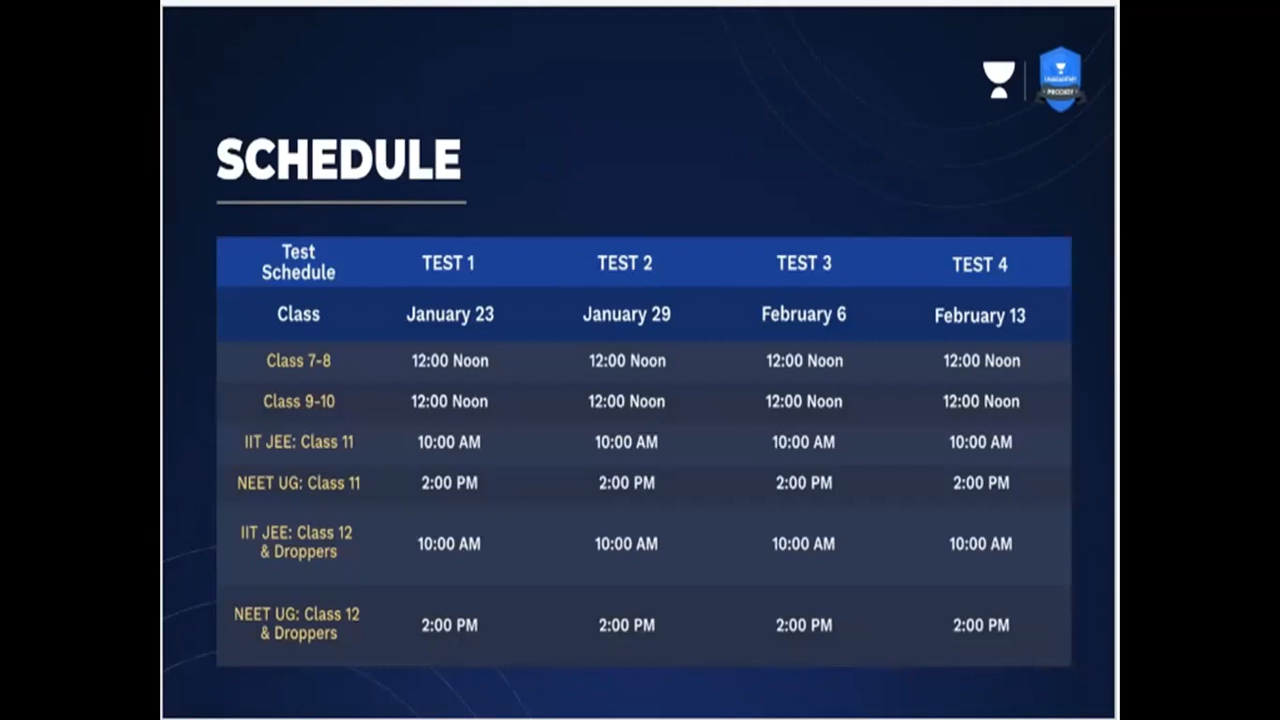 UNACADEMY
PRODIGY
SCHEDULE
Test Schedule TEST 1 TEST 2 TEST 3 TEST 4
Class January 23 January 29 February 6 February 13
Class 7-8 12:00 Noon 12:00 Noon 12:00 Noon 12:00 Noon
Class 9-10 12:00 Noon 12:00 Noon 12:00 Noon 12:00 Noon
IIT JEE: Class 11 10:00 AM 10:00 AM 10:00 AM 10:00 AM
NEET UG: Class 11 2:00 PM 2:00 PM 2:00 PM 2:00 PM
IIT JEE: Class 12 & Droppers 10:00 AM 10:00 AM 10:00 AM 10:00 AM
NEET UG: Class 12 & Droppers 2:00 PM 2:00 PM 2:00 PM 2:00 PM